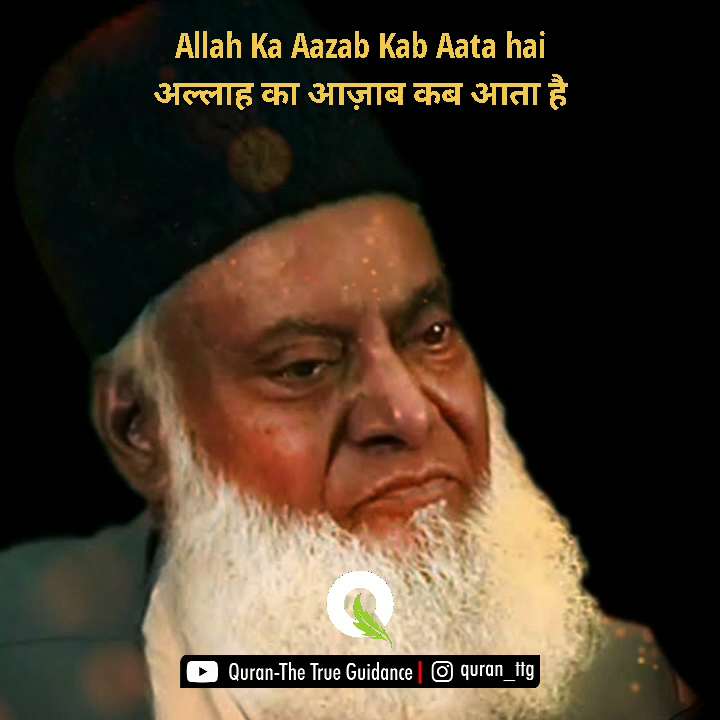 Allah Ka Aazab Kab Aata hai
अल्लाह का आज़ाब कब आता है
Quran-The True Guidance | quran_ttg